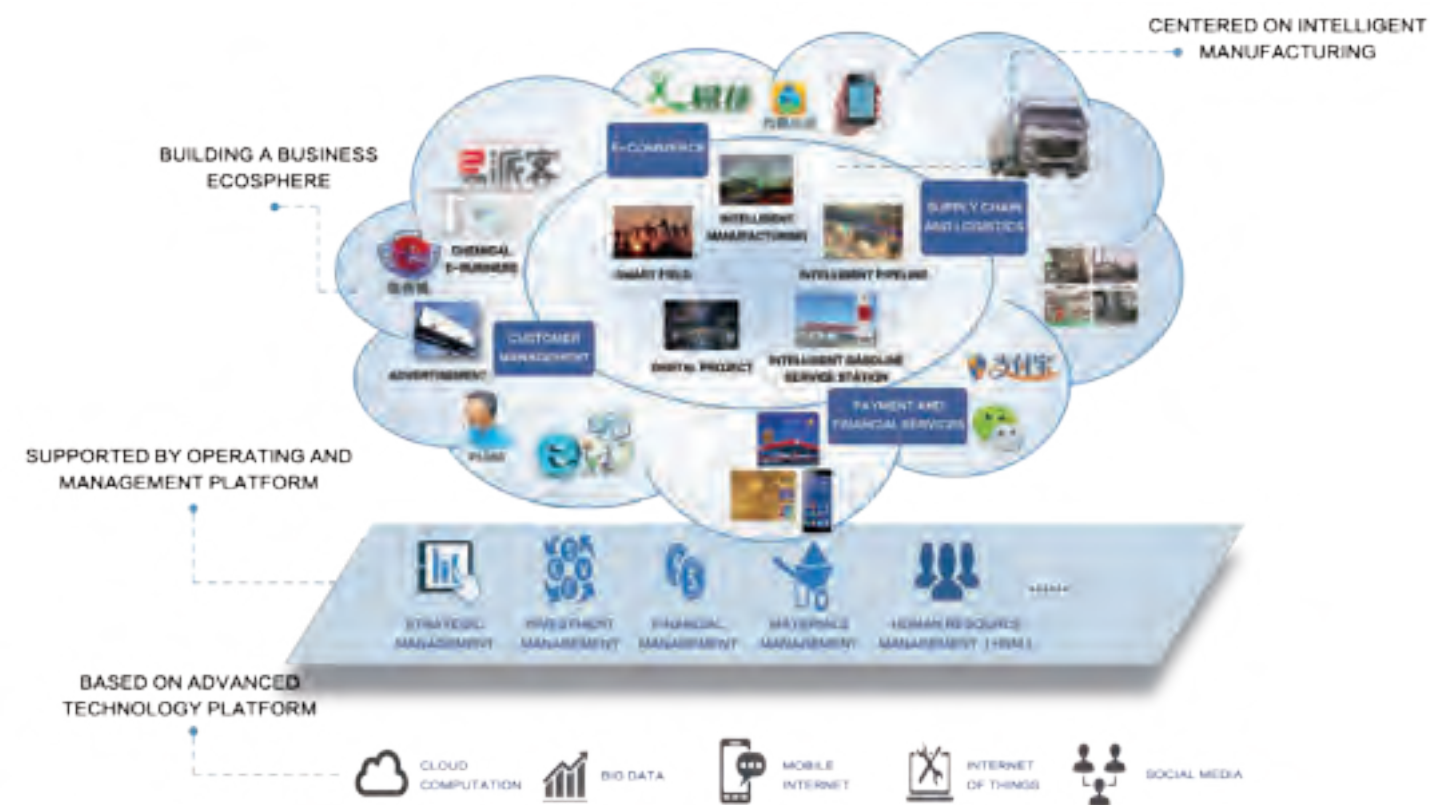 CENTERED ON INTELLIGENT
MANUFACTURING
BUILDING A BUSINESS
ECOSPHERE
E-COMMERCE
INTELLIGENT
MANUFACTURING
SUPPLY CHAIN
AND LOGISTICS
CHEMICAL
E-BUSINESS
SMART FIELD
INTELLIGENT PIPELINE
CUSTOMER
MANAGEMENT
ADVERTISEMENT
DIGITAL PROJECT
INTELLIGENT GASOLINE
SERVICE STATION
PAYMENT AND
FINANCIAL SERVICES
SUPPORTED BY OPERATING AND
MANAGEMENT PLATFORM
STRATEGIC
MANAGEMENT
INVESTMENT
MANAGEMENT
FINANCIAL
MANAGEMENT
MATERIALS
MANAGEMENT
HUMAN RESOURCE
MANAGEMENT (HRM)
......
BASED ON ADVANCED
TECHNOLOGY PLATFORM
CLOUD
COMPUTATION
BIG DATA
MOBILE
INTERNET
INTERNET
OF THINGS
SOCIAL MEDIA